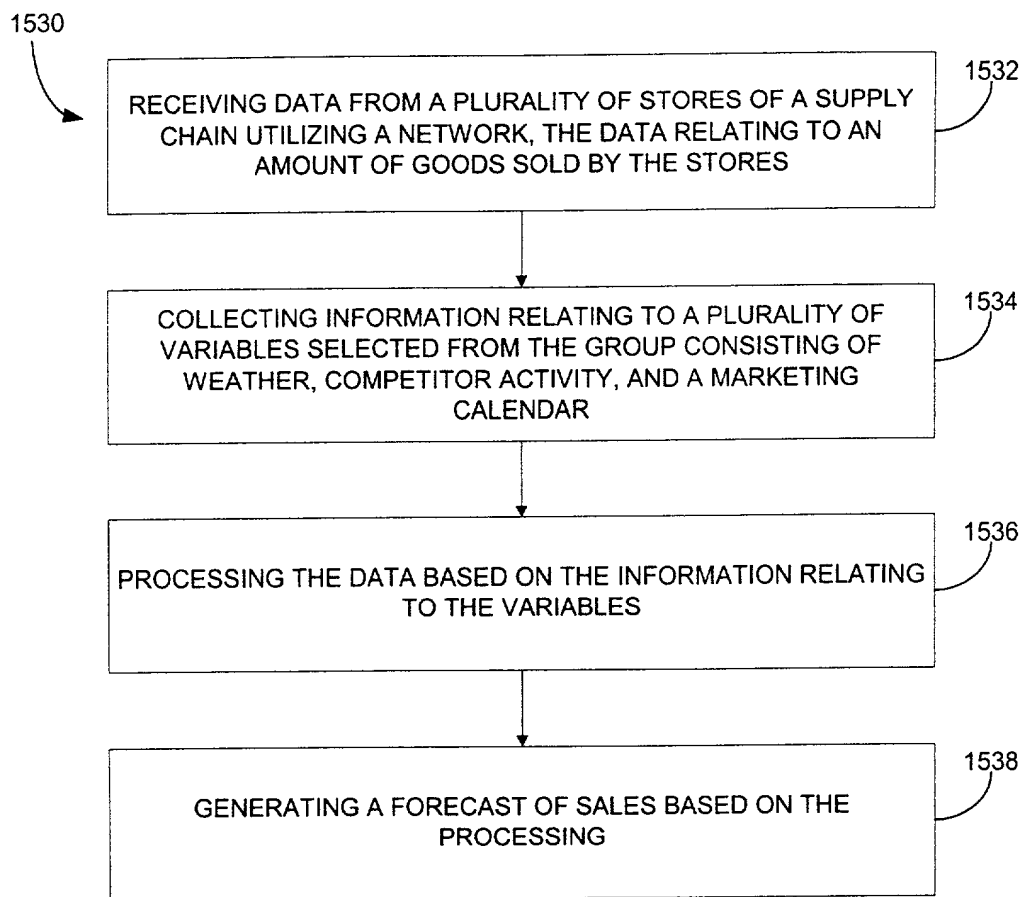 1530
1532
RECEIVING DATA FROM A PLURALITY OF STORES OF A SUPPLY
CHAIN UTILIZING A NETWORK, THE DATA RELATING TO AN
AMOUNT OF GOODS SOLD BY THE STORES
1534
COLLECTING INFORMATION RELATING TO A PLURALITY OF
VARIABLES SELECTED FROM THE GROUP CONSISTING OF
WEATHER, COMPETITOR ACTIVITY, AND A MARKETING
CALENDAR
1536
PROCESSING THE DATA BASED ON THE INFORMATION RELATING
TO THE VARIABLES
1538
GENERATING A FORECAST OF SALES BASED ON THE
PROCESSING